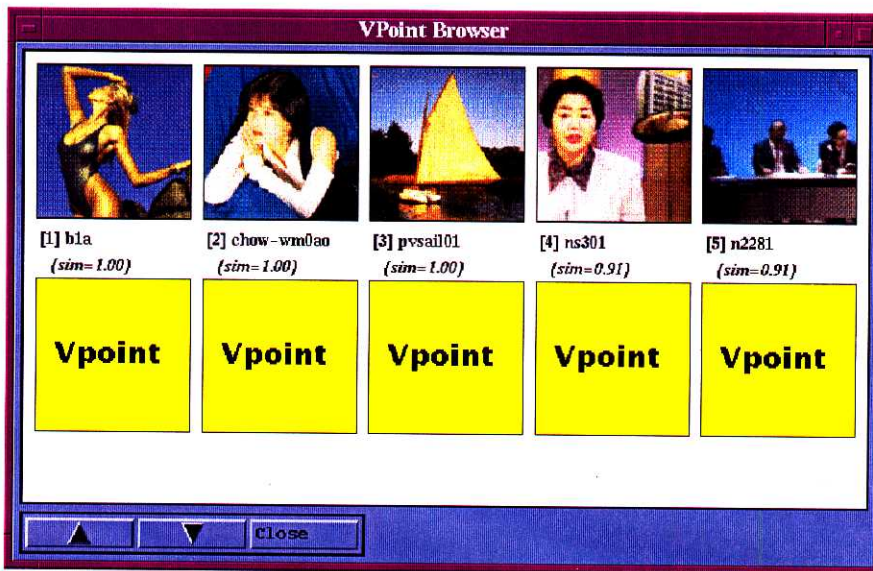 VPoint Browser
[1] b1a
[2] chow-wm0ao
[3] pvsail01
[4] ns301
[5] n2281
{sim=1.00}
{sim=1.00}
{sim=1.00}
{sim=0.91}
{sim=0.91}
Vpoint
Vpoint
Vpoint
Vpoint
Vpoint
Close